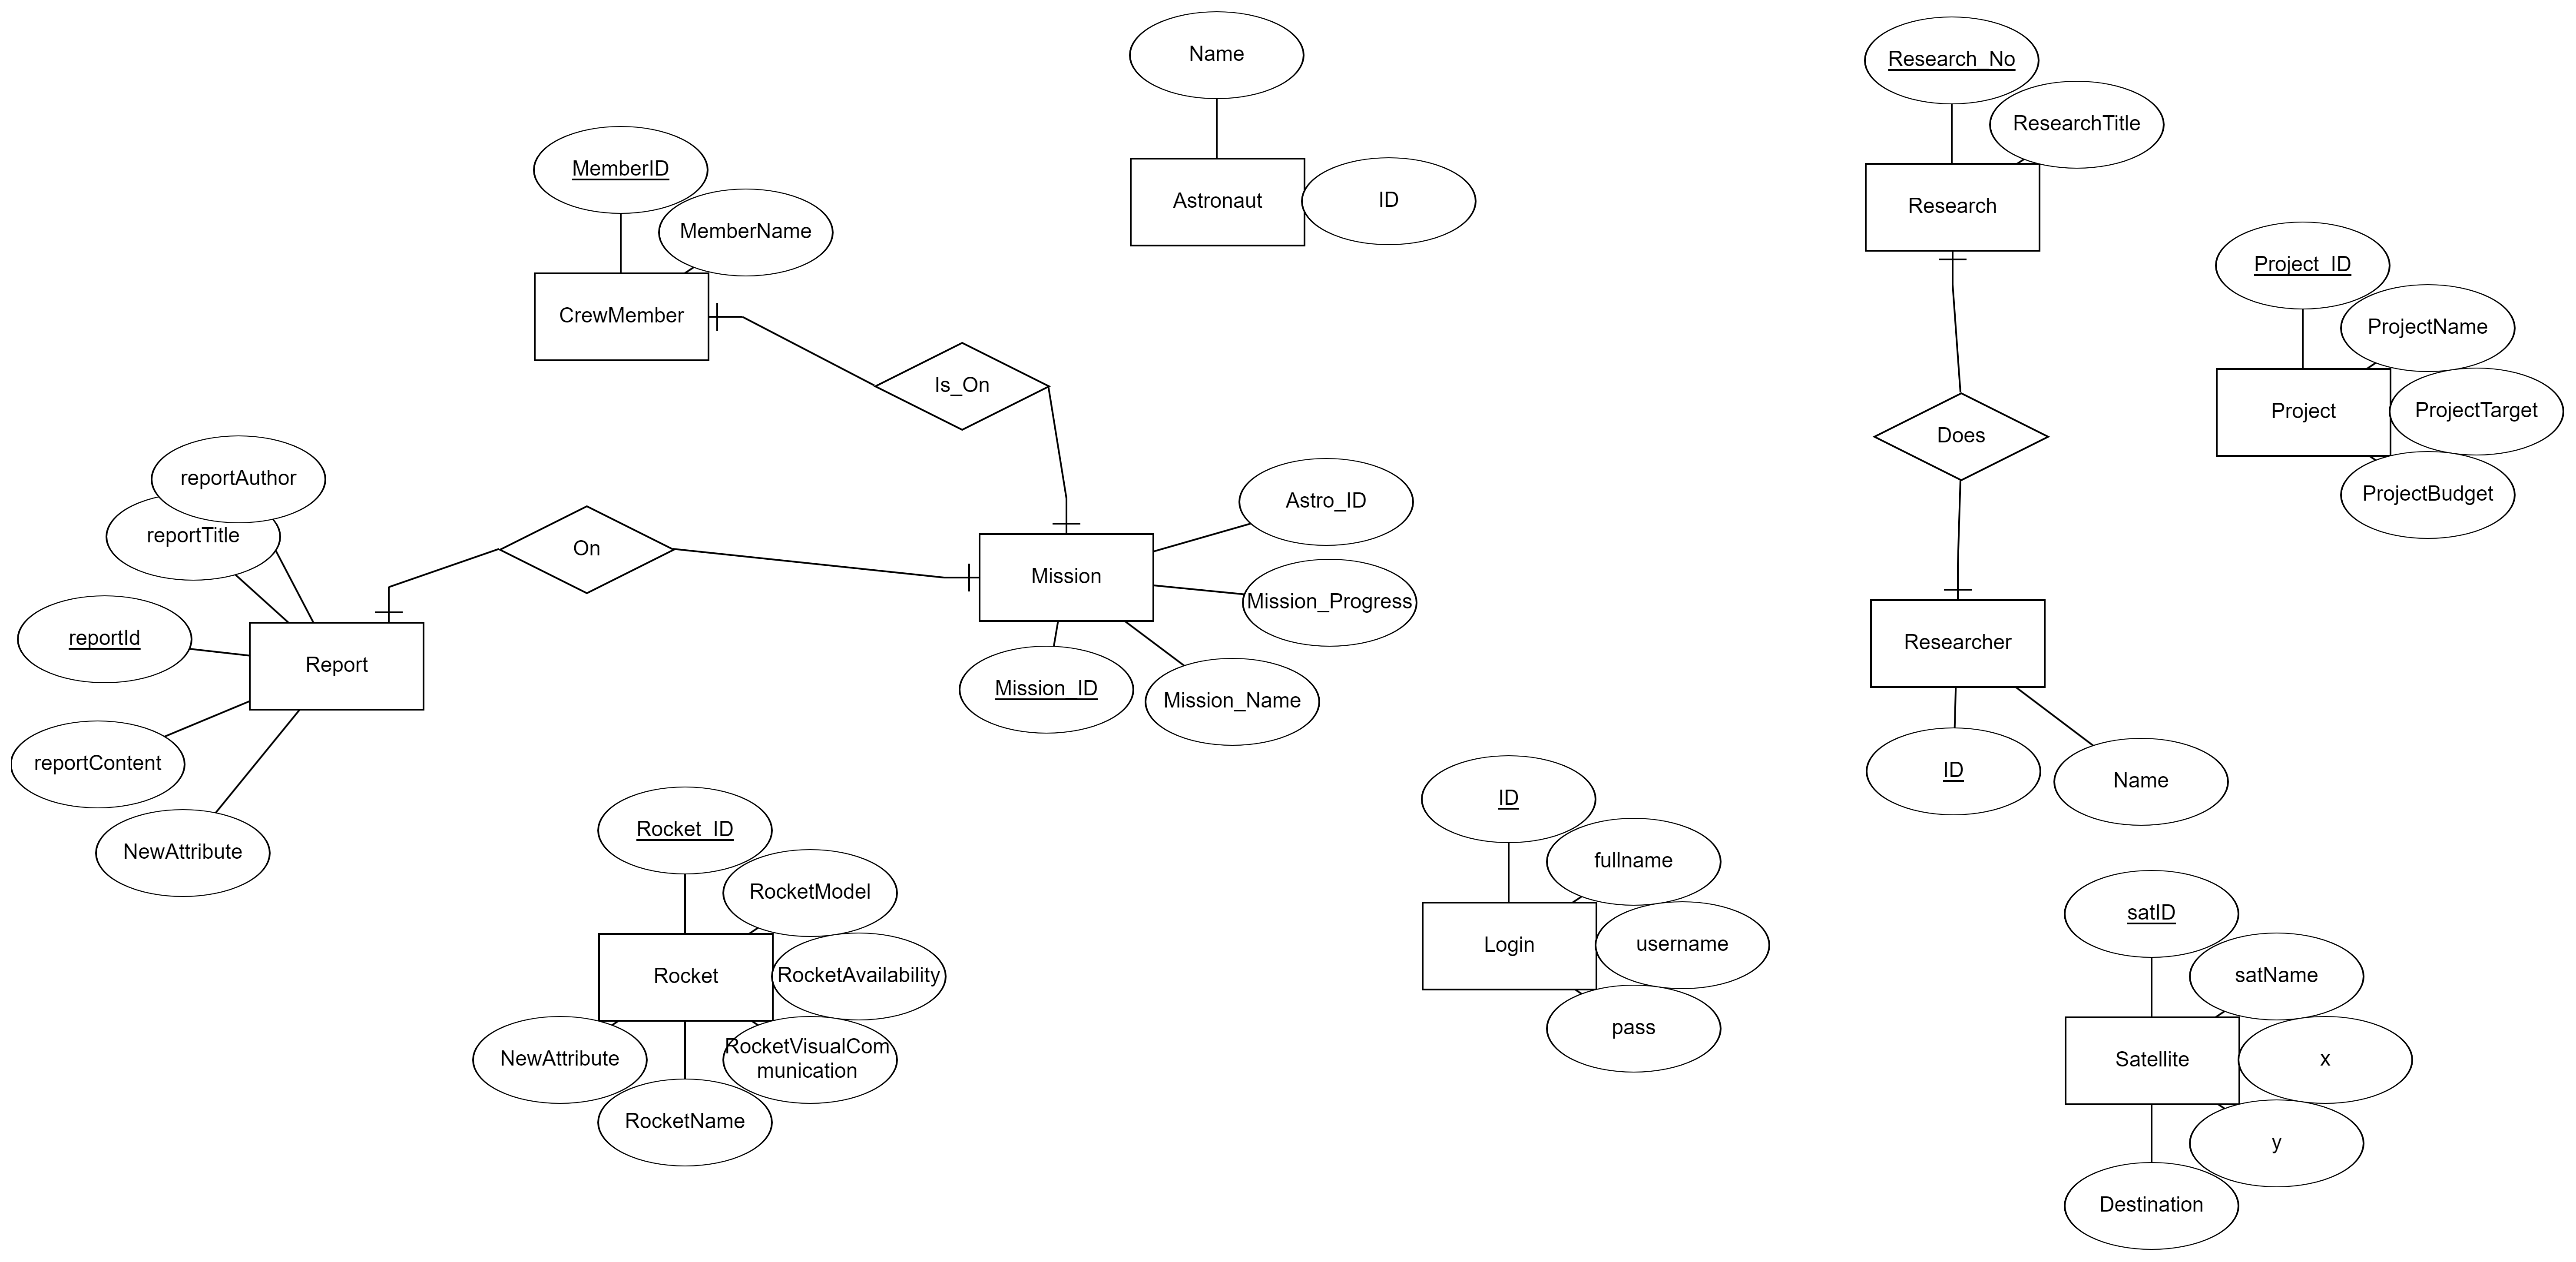 Name
Astronaut
ID
Research_No
ResearchTitle
Research
MemberID
MemberName
CrewMember
Is_On
Project_ID
ProjectName
Project
ProjectTarget
ProjectBudget
Does
reportAuthor
reportTitle
reportId
Report
reportContent
NewAttribute
On
Astro_ID
Mission
Mission_Progress
Mission_ID
Mission_Name
Researcher
ID
Name
Rocket_ID
RocketModel
Rocket
RocketAvailability
NewAttribute
RocketVisualCom
munication
RocketName
ID
fullname
Login
username
pass
satID
satName
Satellite
x
y
Destination